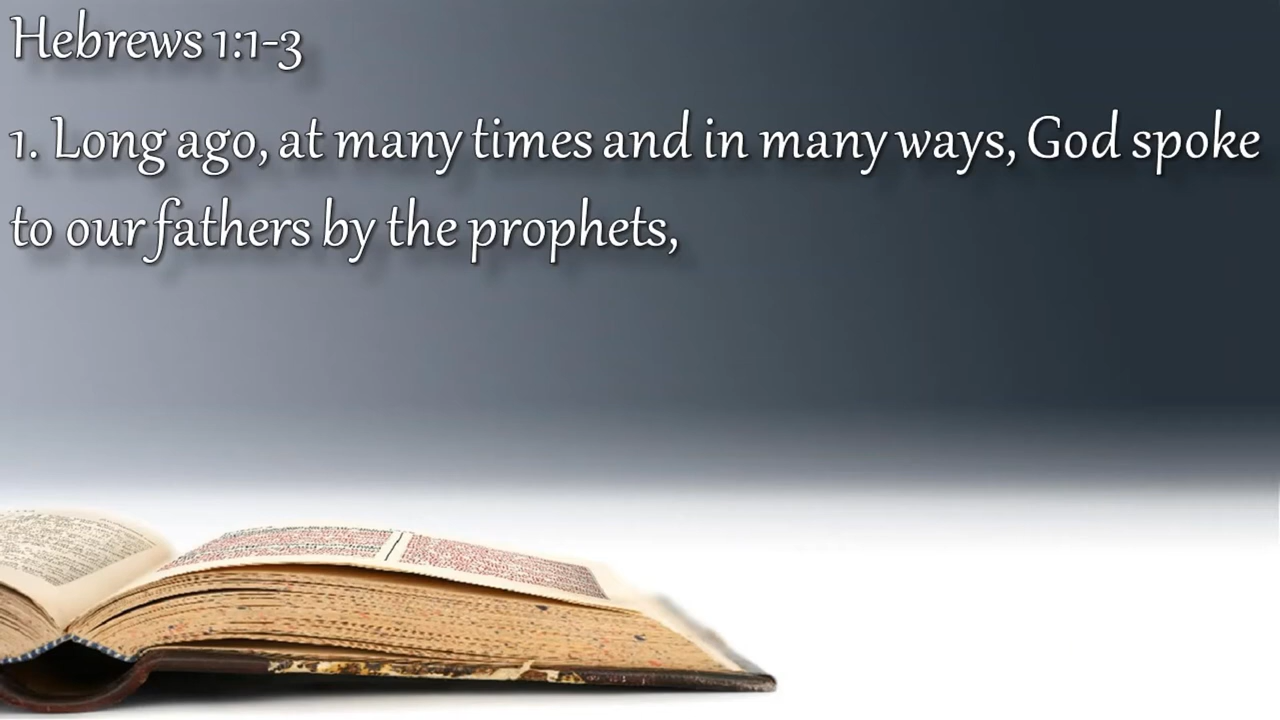 Hebrews 1:1-3
1. Long ago, at many times and in many ways, God spoke
to our fathers by the prophets,